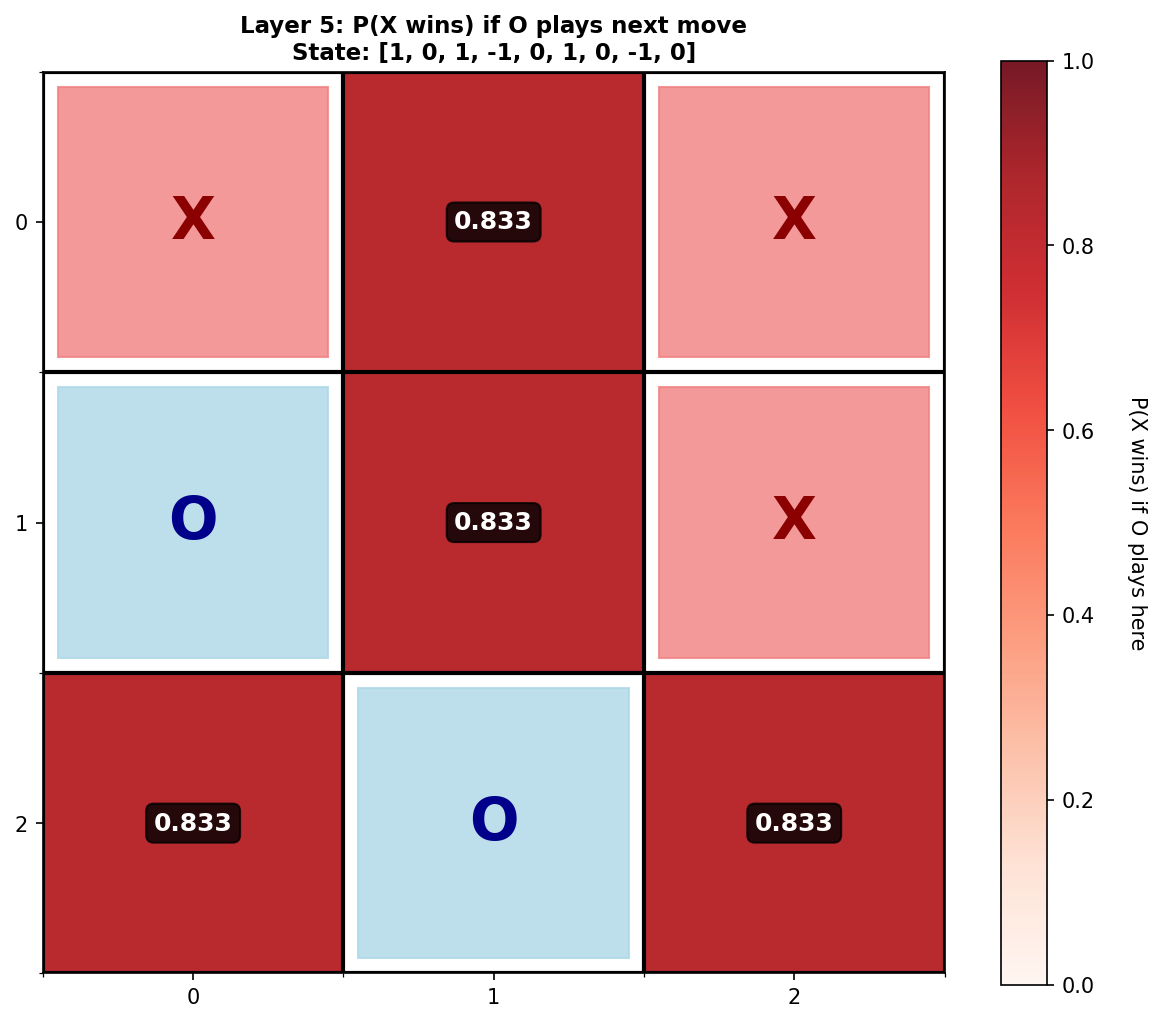 Layer 5: P(X wins) if O plays next move
State: [1, 0, 1, -1, 0, 1, 0, -1, 0]
X
0.833
X
O
0.833
X
0.833
O
0.833
0
1
2
0
1
2
1.0
0.8
0.6
0.4
0.2
0.0
P(X wins) if O plays here